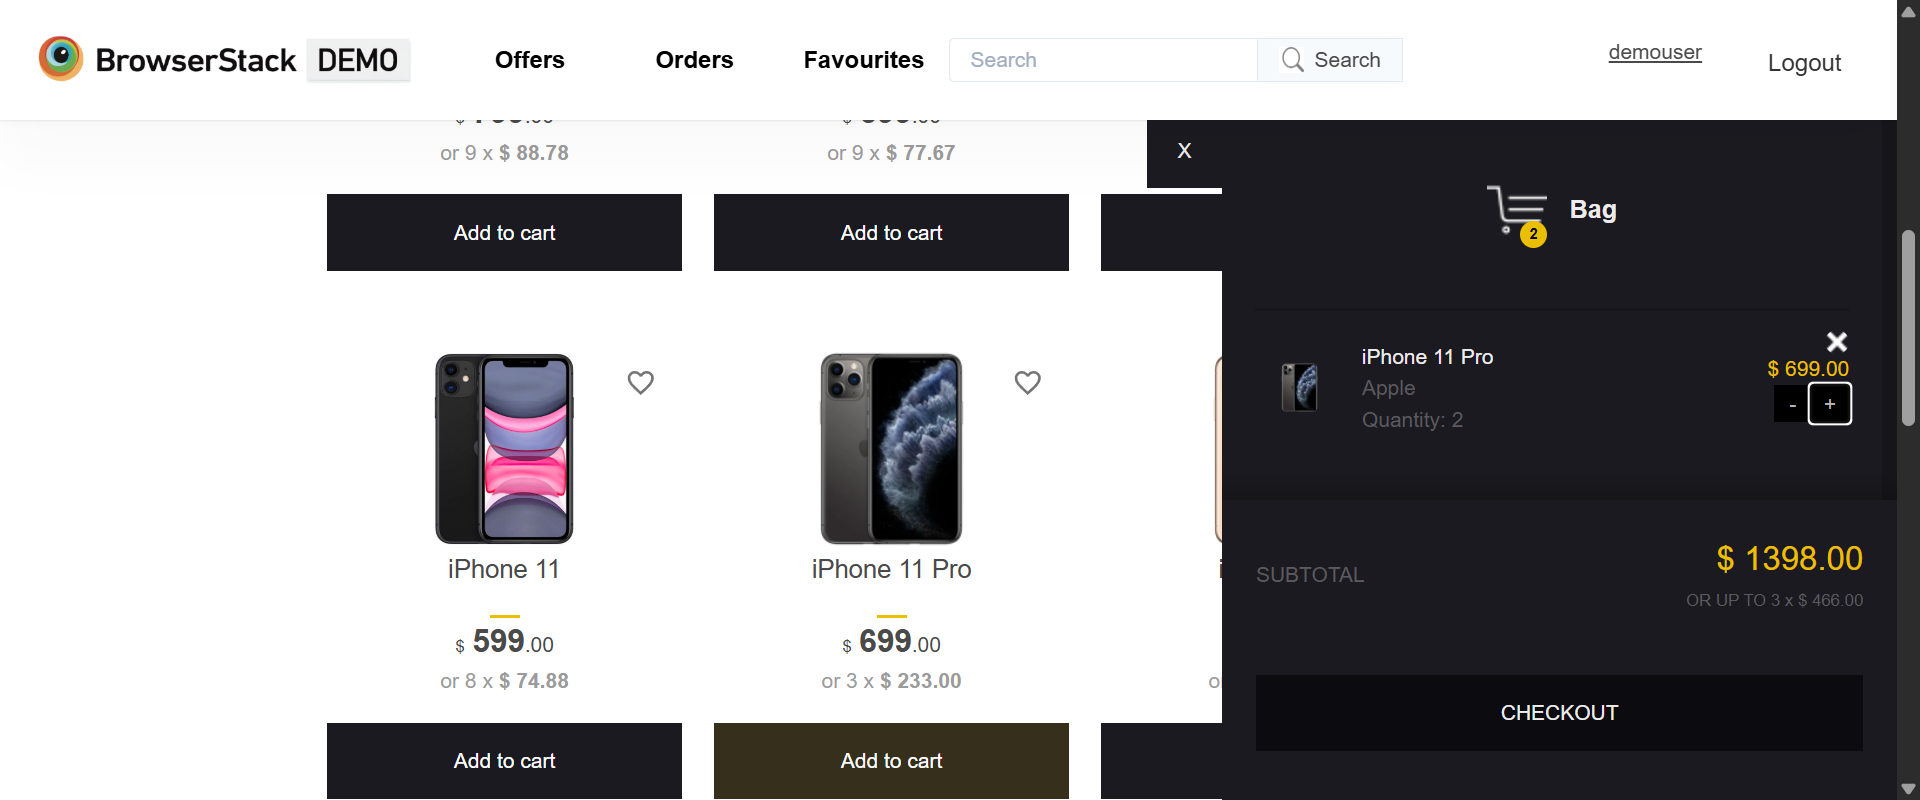 BrowserStack DEMO
Offers
Orders
Favourites
Search
Search
demouser
Logout
or 9 x $ 88.78
or 9 x $ 77.67
Add to cart
Add to cart
X
2
Bag
iPhone 11 Pro
Apple
Quantity: 2
$ 699.00
- +
iPhone 11
$ 599.00
or 8 x $ 74.88
Add to cart
iPhone 11 Pro
$ 699.00
or 3 x $ 233.00
Add to cart
SUBTOTAL
$ 1398.00
OR UP TO 3 x $ 466.00
CHECKOUT